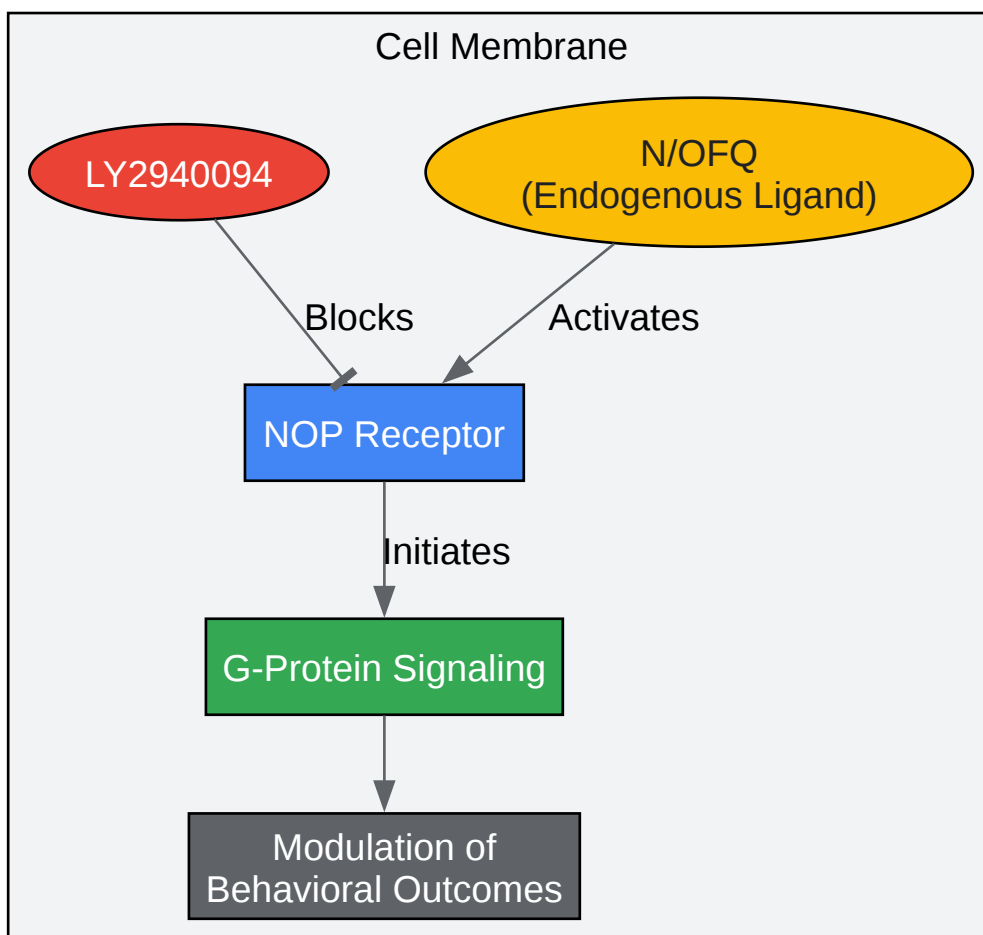 Cell Membrane
LY2940094
N/OFQ
(Endogenous Ligand)
Blocks
Activates
NOP Receptor
Initiates
G-Protein Signaling
Modulation of
Behavioral Outcomes